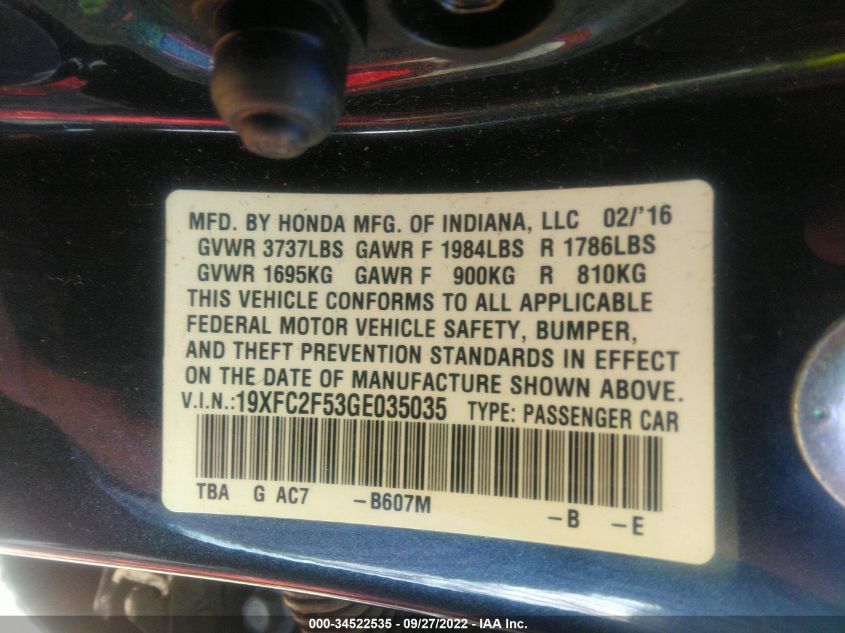 MFD. BY HONDA MFG. OF INDIANA, LLC 02/'16
GVWR 3737LBS GAWR F 1984LBS R 1786LBS
GVWR 1695KG GAWR F 900KG R 810KG
THIS VEHICLE CONFORMS TO ALL APPLICABLE
FEDERAL MOTOR VEHICLE SAFETY, BUMPER,
AND THEFT PREVENTION STANDARDS IN EFFECT
ON THE DATE OF MANUFACTURE SHOWN ABOVE.
V.I.N.:19XFC2F53GE035035 TYPE: PASSENGER CAR
TBA G AC7 -B607M -B -E
000-34522535 - 09/27/2022 - IAA Inc.